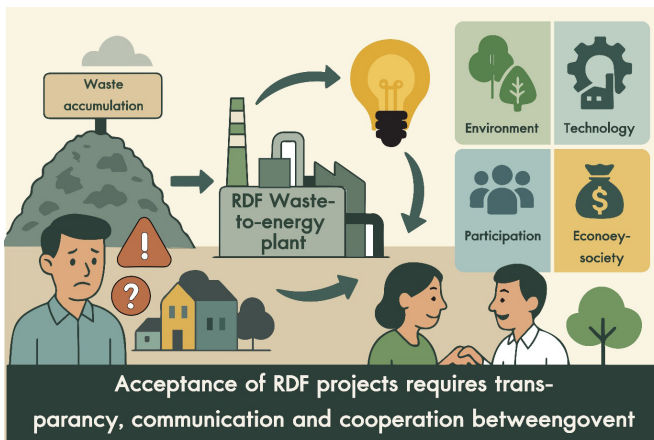 Waste
accumulation
RDF Waste-
to-energy
plant
!
?
Environment
Technology
Participation
Econoey-
society
$
Acceptance of RDF projects requires trans-
parancy, communication and cooperation betweengovent